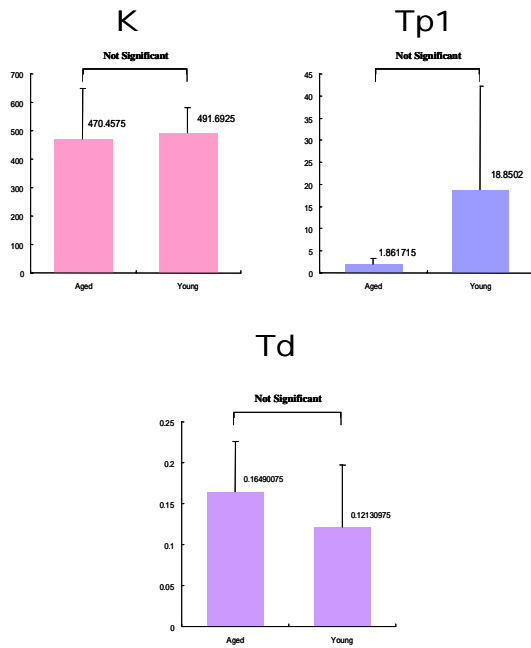 K
Not Significant
700
600
500
400
300
200
100
0
470.4575
491.6925
Aged
Young
Tp1
Not Significant
45
40
35
30
25
20
15
10
5
0
1.861715
18.8502
Aged
Young
Td
Not Significant
0.25
0.2
0.15
0.1
0.05
0
0.16490075
0.12130975
Aged
Young